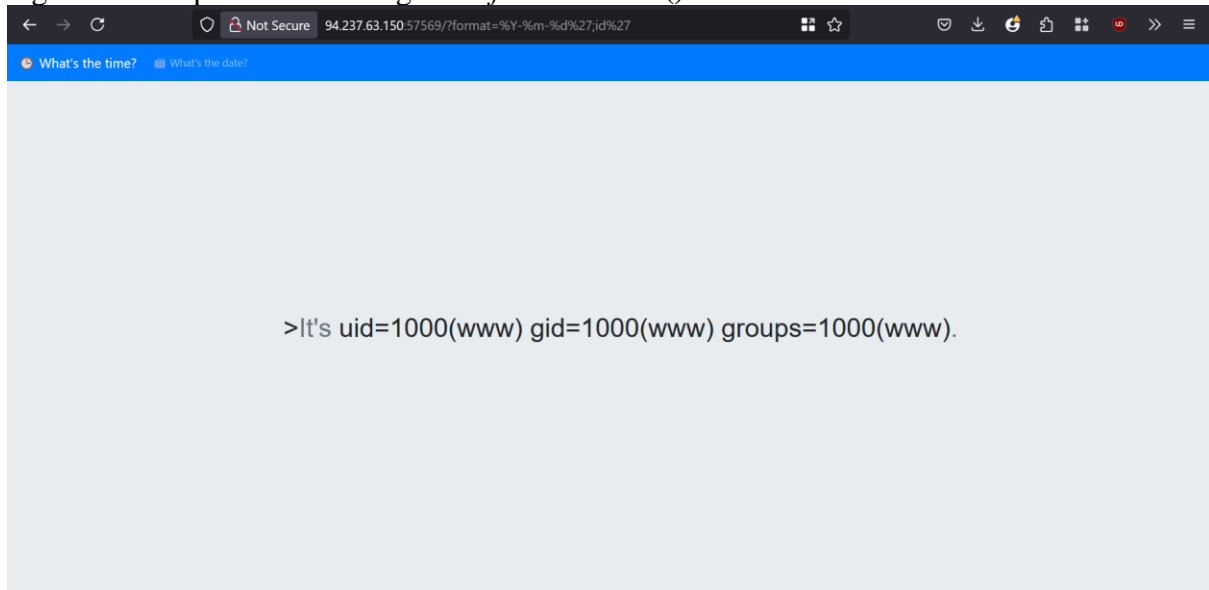 Not Secure 94.237.63.150:57569/?format=%Y-%m-%d%27;id%27
What's the time? What's the date?
>It's uid=1000(www) gid=1000(www) groups=1000(www).